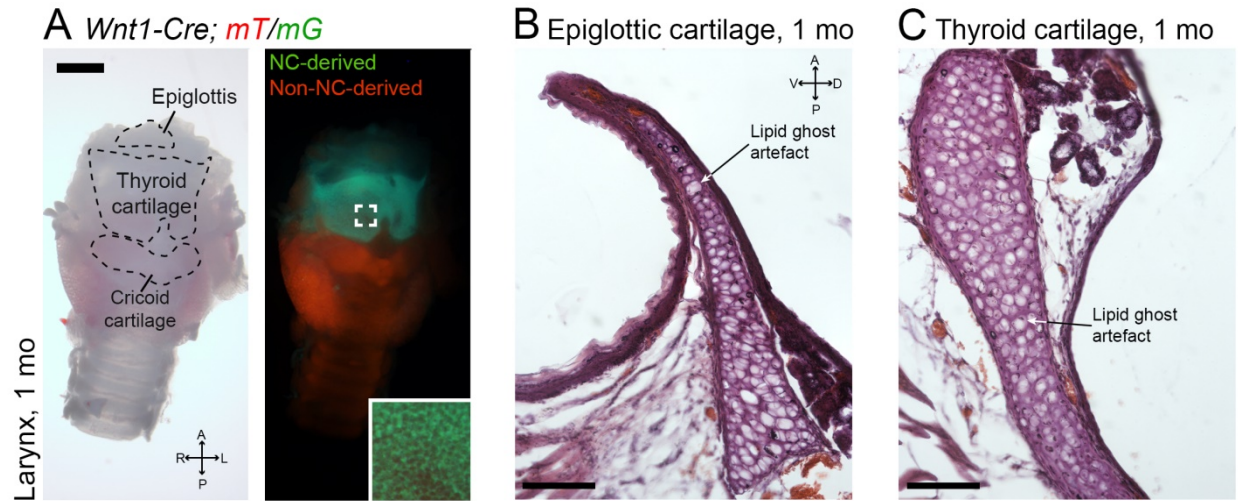 A Wnt1-Cre; mT/mG
Larynx, 1 mo
Epiglottis
Thyroid
cartilage
Cricoid
cartilage
A
R L
P
NC-derived
Non-NC-derived
B Epiglottic cartilage, 1 mo
A
V D
P
Lipid ghost
artefact
C Thyroid cartilage, 1 mo
Lipid ghost
artefact